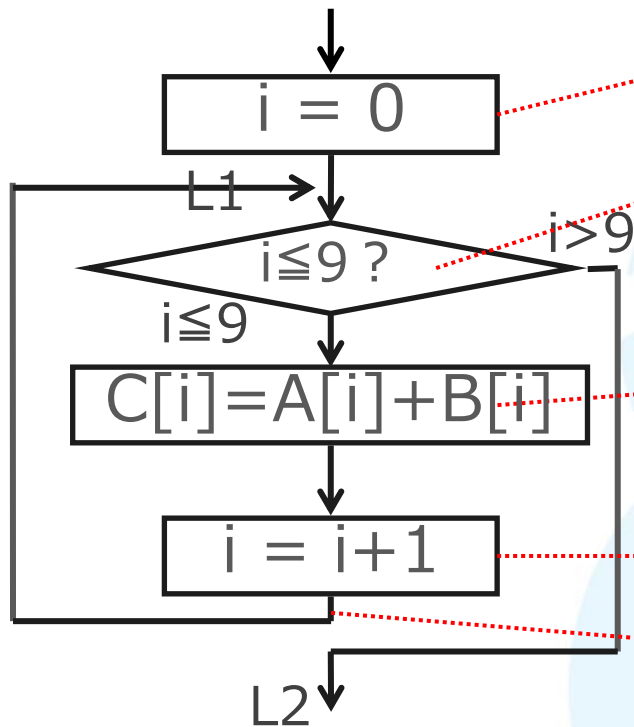 i = 0
L1
i≦9 ?
i>9
i≦9
C[i]=A[i]+B[i]
i = i+1
L2